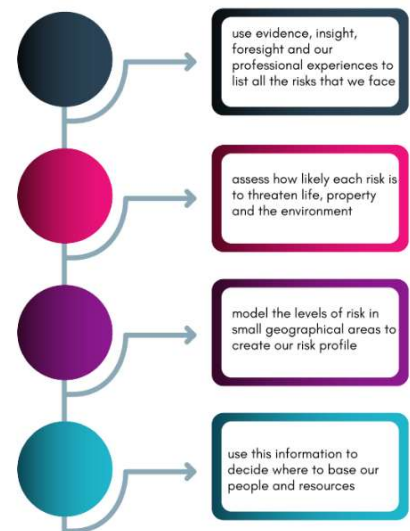 use evidence, insight,
foresight and our
professional experiences to
list all the risks that we face
assess how likely each risk is
to threaten life, property
and the environment
model the levels of risk in
small geographical areas to
create our risk profile
use this information to
decide where to base our
people and resources